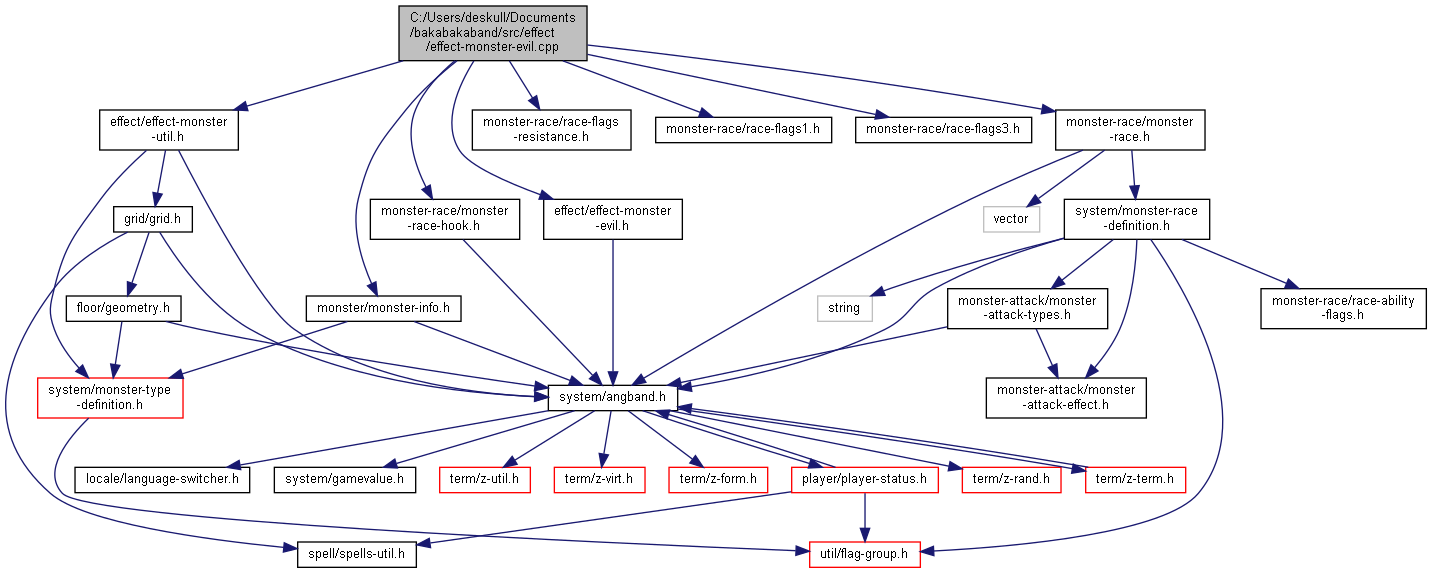 C:/Users/deskull/Documents
/bakabakaband/src/effect
/effect-monster-evil.cpp
effect/effect-monster
-util.h
monster-race/race-flags
-resistance.h
monster-race/race-flags1.h
monster-race/race-flags3.h
monster-race/monster
-race.h
grid/grid.h
monster-race/monster
-race-hook.h
effect/effect-monster
-evil.h
vector
system/monster-race
-definition.h
floor/geometry.h
monster/monster-info.h
string
monster-attack/monster
-attack-types.h
monster-race/race-ability
-flags.h
system/monster-type
-definition.h
system/angband.h
monster-attack/monster
-attack-effect.h
locale/language-switcher.h
system/gamevalue.h
term/z-util.h
term/z-virt.h
term/z-form.h
player/player-status.h
term/z-rand.h
term/z-term.h
spell/spells-util.h
util/flag-group.h